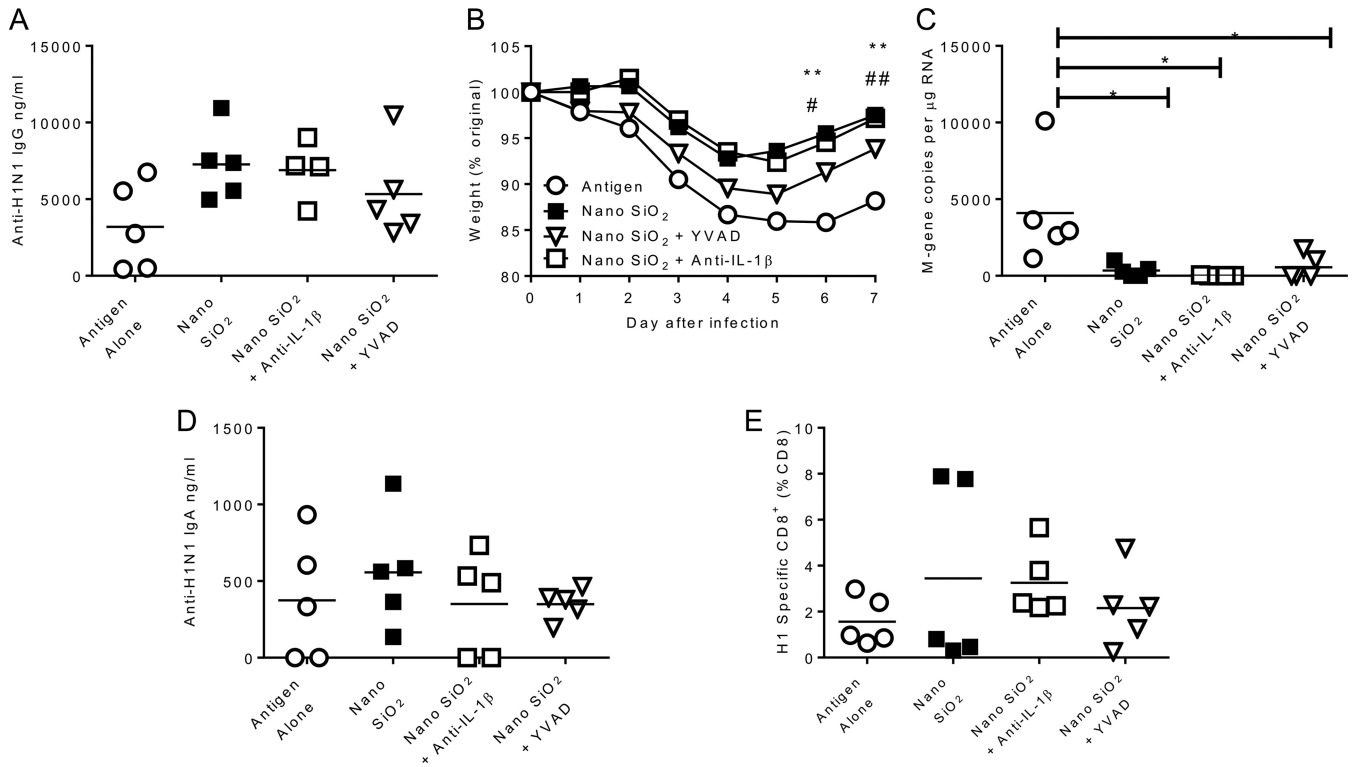 A
Anti-H1N1 IgG ng/ml
15000
10000
5000
0
Antigen
Alone
Nano
SiO2
Nano SiO2
+ Anti-IL-1β
Nano SiO2
+ YVAD
B
Weight (% original)
105
100
95
90
85
80
**
#
**
##
Antigen
Nano SiO2
Nano SiO2 + YVAD
Nano SiO2 + Anti-IL-1β
0 1 2 3 4 5 6 7
Day after infection
C
M-gene copies per μg RNA
15000
10000
5000
0
*
*
*
Antigen
Alone
Nano
SiO2
Nano SiO2
+ Anti-IL-1β
Nano SiO2
+ YVAD
D
Anti-H1N1 IgA ng/ml
1500
1000
500
0
Antigen
Alone
Nano
SiO2
Nano SiO2
+ Anti-IL-1β
Nano SiO2
+ YVAD
E
H1 Specific CD8+ (%CD8)
10
8
6
4
2
0
Antigen
Alone
Nano
SiO2
Nano SiO2
+ Anti-IL-1β
Nano SiO2
+ YVAD